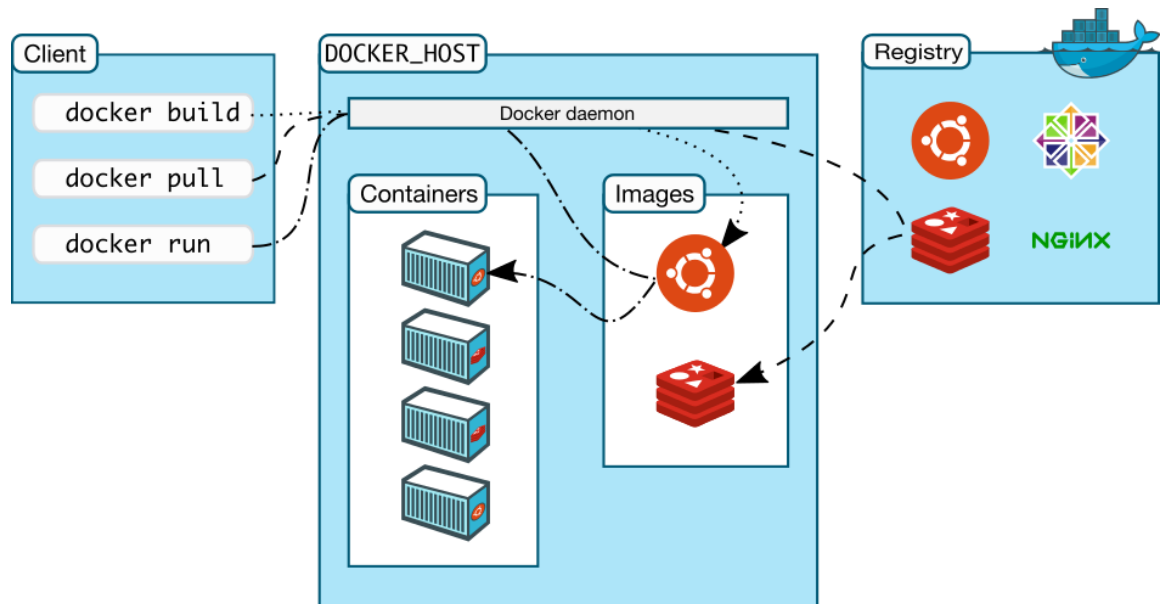 Client
docker build
docker pull
docker run
DOCKER_HOST
Docker daemon
Containers
Images
Registry
NGiNX